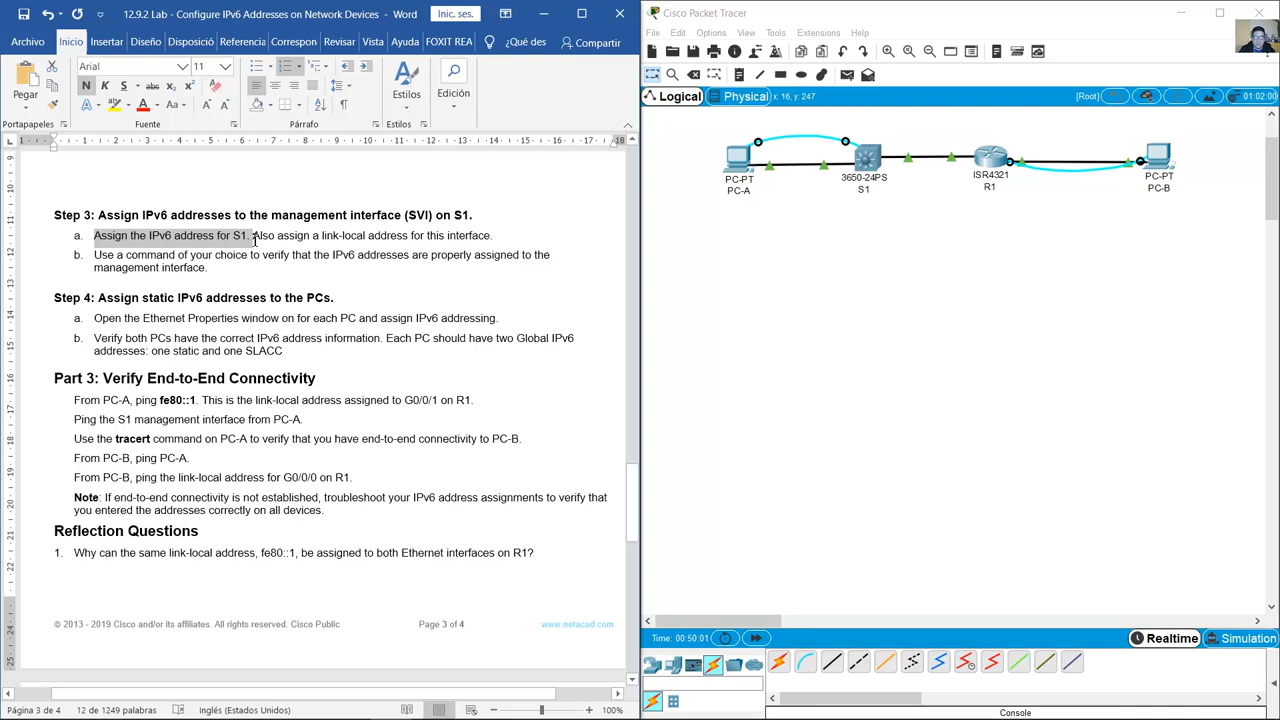 12.9.2 Lab - Configure IPv6 Addresses on Network Devices
Inic. ses.
Archivo
Inicio
Insertar
Dibujar
Diseño
Disposició
Referencias
Correspon
Revisar
Vista
Ayuda
FOXIT REA
¿Qué des
Compartir
Pegar
Arial
11
Estilos
Edición
Portapapeles
Fuente
Párrafo
Estilos
Step 3: Assign IPv6 addresses to the management interface (SVI) on S1.
a. Assign the IPv6 address for S1. Also assign a link-local address for this interface.
b. Use a command of your choice to verify that the IPv6 addresses are properly assigned to the
management interface.
Step 4: Assign static IPv6 addresses to the PCs.
a. Open the Ethernet Properties window on for each PC and assign IPv6 addressing.
b. Verify both PCs have the correct IPv6 address information. Each PC should have two Global IPv6
addresses: one static and one SLACC
Part 3: Verify End-to-End Connectivity
From PC-A, ping fe80::1. This is the link-local address assigned to G0/0/1 on R1.
Ping the S1 management interface from PC-A.
Use the tracert command on PC-A to verify that you have end-to-end connectivity to PC-B.
From PC-B, ping PC-A.
From PC-B, ping the link-local address for G0/0/0 on R1.
Note: If end-to-end connectivity is not established, troubleshoot your IPv6 address assignments to verify that
you entered the addresses correctly on all devices.
Reflection Questions
1. Why can the same link-local address, fe80::1, be assigned to both Ethernet interfaces on R1?
© 2013 - 2019 Cisco and/or its affiliates. All rights reserved. Cisco Public
Page 3 of 4
www.netacad.com
Página 3 de 4
12 de 1249 palabras
Inglés (Estados Unidos)
100%
Cisco Packet Tracer
File Edit Options View Tools Extensions Help
Logical
Physical
x: 16, y: 247
[Root]
01:02:00
PC-PT
PC-A
3650-24PS
S1
ISR4321
R1
PC-PT
PC-B
Time: 00:50:01
Realtime
Simulation
Console